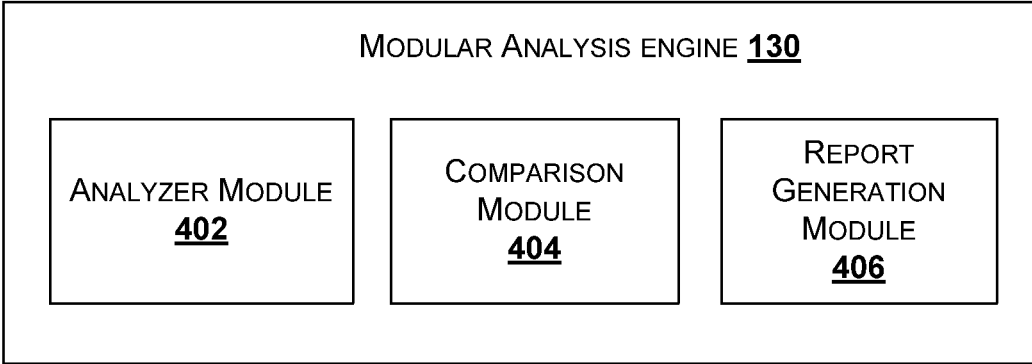 MODULAR ANALYSIS ENGINE 130
ANALYZER MODULE
402
COMPARISON
MODULE
404
REPORT
GENERATION
MODULE
406